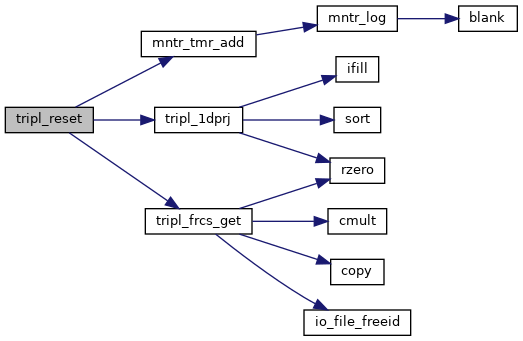 mntr_log
blank
mntr_tmr_add
ifill
tripl_reset
tripl_1dprj
sort
rzero
tripl_frcs_get
cmult
copy
io_file_freeid